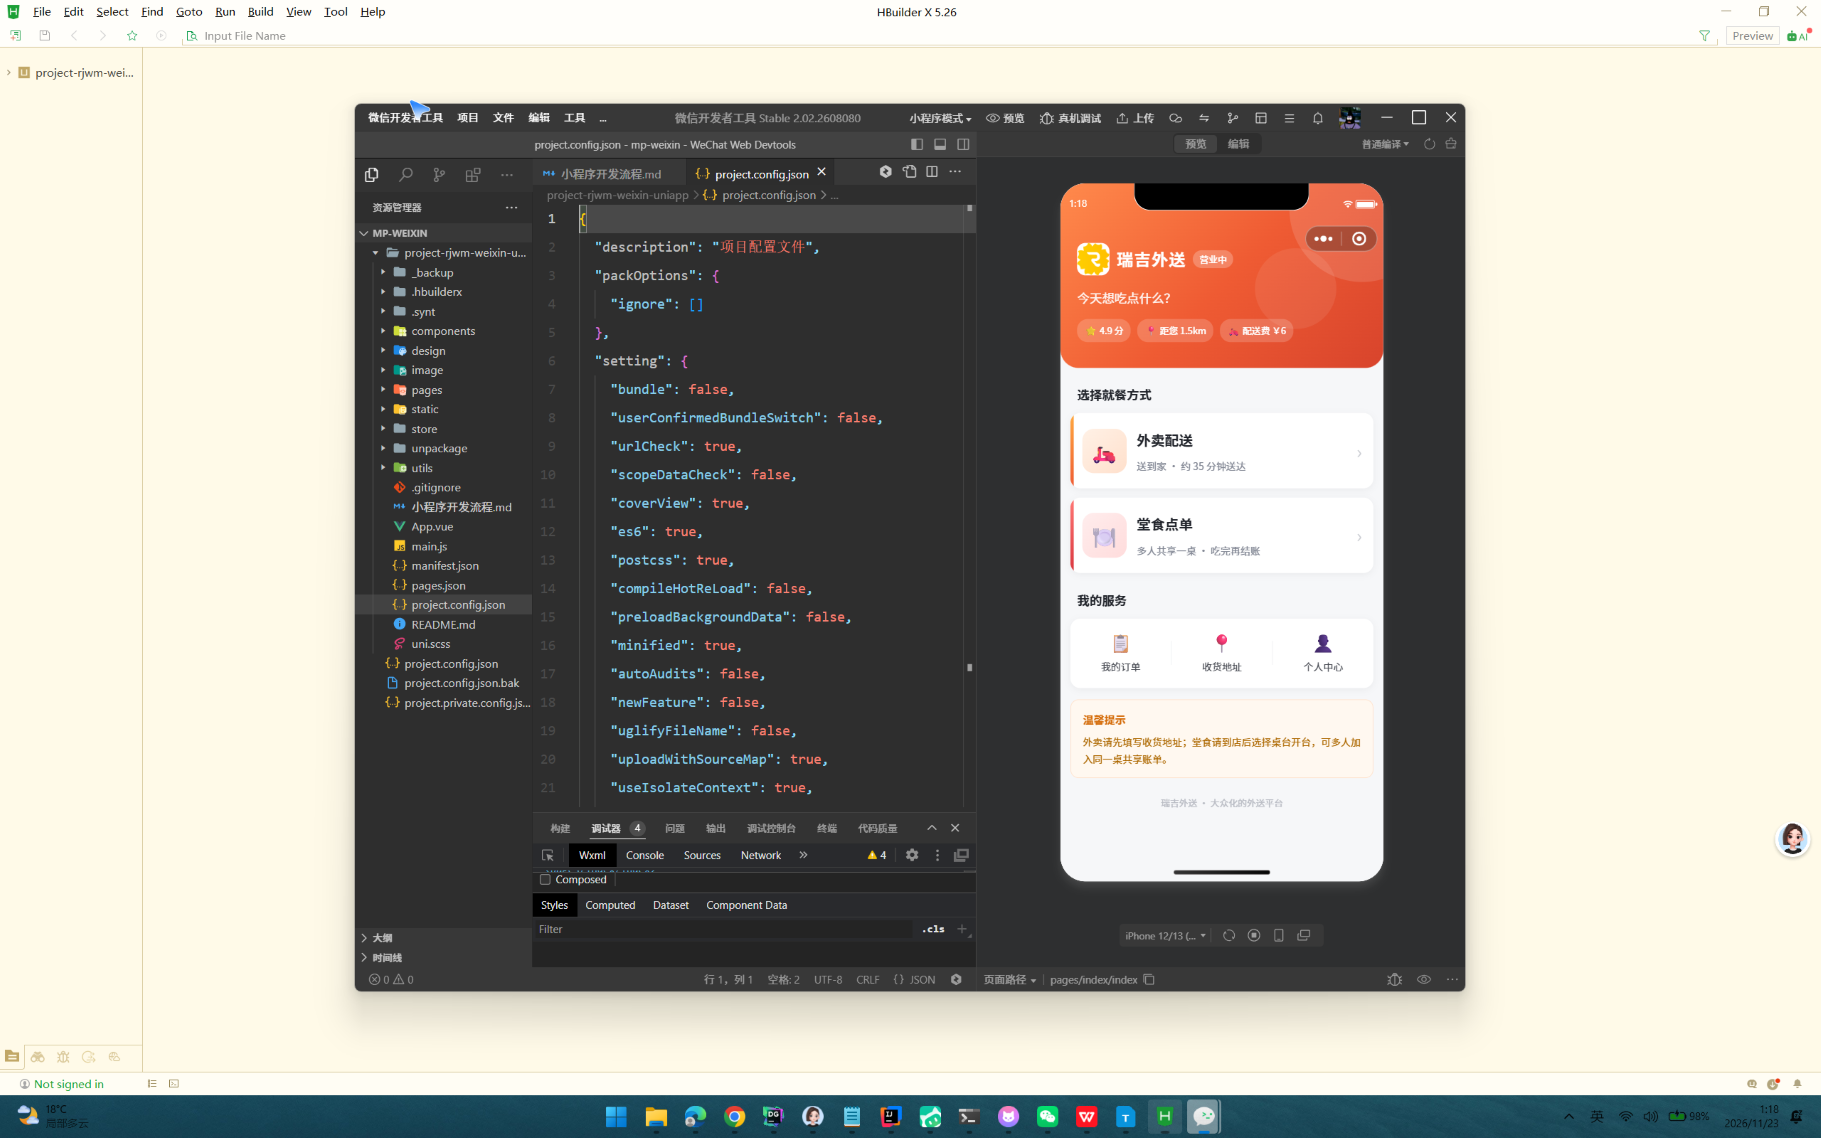 File Edit Select Find Goto Run Build View Tool Help
HBuilder X 5.26
Input File Name
Preview
AI
project-rjwm-wei...
微信开发者工具 项目 文件 编辑 工具 ...
微信开发者工具 Stable 2.02.2608080
小程序模式 预览 真机调试 上传
project.config.json - mp-weixin - WeChat Web Devtools
预览 编辑
普通编译
资源管理器
MP-WEIXIN
project-rjwm-weixin-u...
_backup
.hbuilderx
.synt
components
design
image
pages
static
store
unpackage
utils
.gitignore
小程序开发流程.md
App.vue
main.js
manifest.json
pages.json
project.config.json
README.md
uni.scss
project.config.json
project.config.json.bak
project.private.config.js...
大纲
时间线
0 0
小程序开发流程.md
project.config.json
project-rjwm-weixin-uniapp > project.config.json > ...
1 {
2 "description": "项目配置文件",
3 "packOptions": {
4 "ignore": []
5 },
6 "setting": {
7 "bundle": false,
8 "userConfirmedBundleSwitch": false,
9 "urlCheck": true,
10 "scopeDataCheck": false,
11 "coverView": true,
12 "es6": true,
13 "postcss": true,
14 "compileHotReLoad": false,
15 "preloadBackgroundData": false,
16 "minified": true,
17 "autoAudits": false,
18 "newFeature": false,
19 "uglifyFileName": false,
20 "uploadWithSourceMap": true,
21 "useIsolateContext": true,
构建 调试器 4 问题 输出 调试控制台 终端 代码质量
Wxml Console Sources Network 4
Composed
Styles Computed Dataset Component Data
Filter
.cls
行 1，列 1 空格: 2 UTF-8 CRLF {} JSON
1:18
瑞吉外送 营业中
今天想吃点什么？
4.9 分 距您 1.5km 配送费 ¥6
选择就餐方式
外卖配送
送到家 · 约 35 分钟送达
堂食点单
多人共享一桌 · 吃完再结账
我的服务
我的订单 收货地址 个人中心
温馨提示
外卖请先填写收货地址；堂食请到店后选择桌台开台，可多人加
入同一桌共享账单。
瑞吉外送 · 大众化的外送平台
iPhone 12/13 (...
页面路径 pages/index/index
Not signed in
18°C
局部多云
英
98%
1:18
2026/11/23